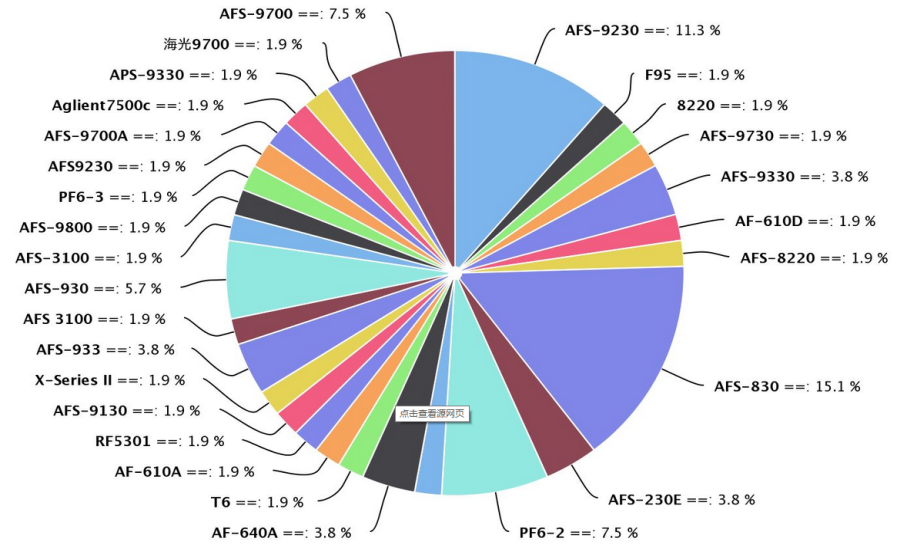 AFS-9700 ==: 7.5 %
AFS-9230 ==: 11.3 %
海光9700 ==: 1.9 %
F95 ==: 1.9 %
APS-9330 ==: 1.9 %
8220 ==: 1.9 %
Aglient7500c ==: 1.9 %
AFS-9730 ==: 1.9 %
AFS-9700A ==: 1.9 %
AFS9230 ==: 1.9 %
AFS-9330 ==: 3.8 %
PF6-3 ==: 1.9 %
AF-610D ==: 1.9 %
AFS-9800 ==: 1.9 %
AFS-3100 ==: 1.9 %
AFS-8220 ==: 1.9 %
AFS-930 ==: 5.7 %
AFS 3100 ==: 1.9 %
AFS-933 ==: 3.8 %
X-Series II ==: 1.9 %
AFS-830 ==: 15.1 %
AFS-9130 ==: 1.9 %
点击查看源网页
RF5301 ==: 1.9 %
AF-610A ==: 1.9 %
T6 ==: 1.9 %
AFS-230E ==: 3.8 %
AF-640A ==: 3.8 %
PF6-2 ==: 7.5 %